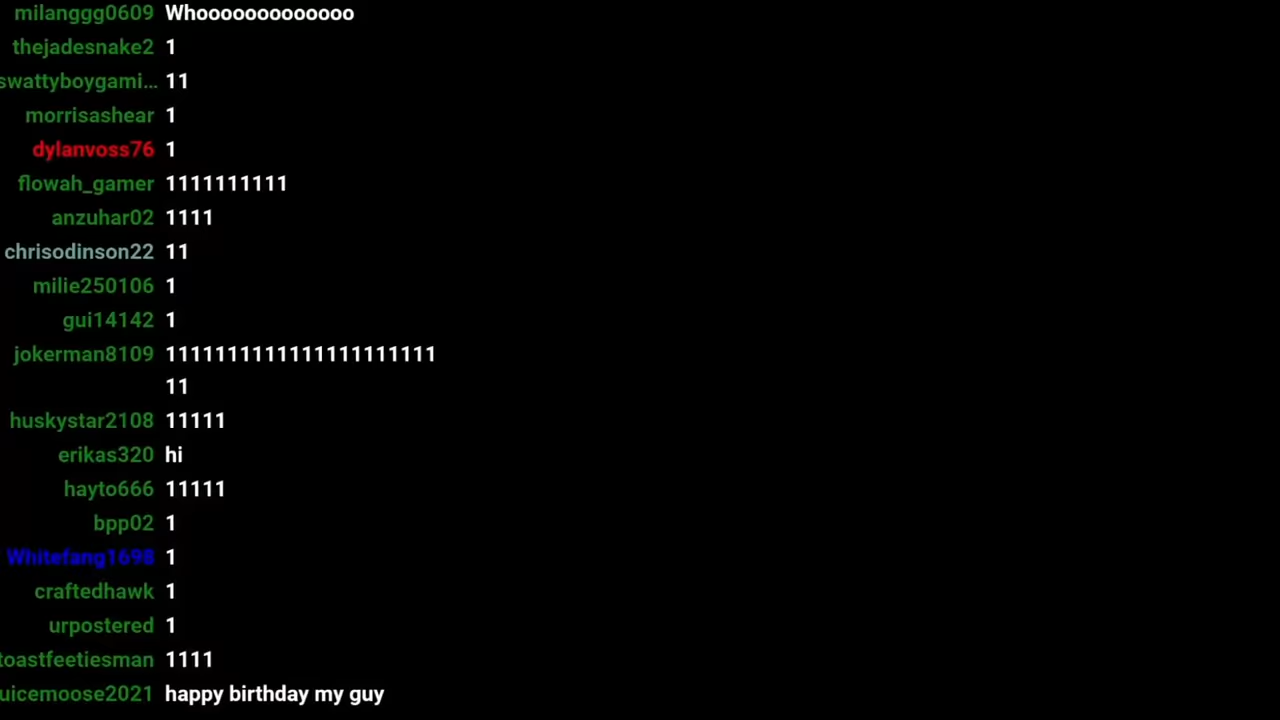 milanggg0609 Whooooooooooooo
thejadesnake2 1
swattyboygami... 11
morrisashear 1
dylanvoss76 1
flowah_gamer 1111111111
anzuhar02 1111
chrisodinson22 11
milie250106 1
gui14142 1
jokerman8109 1111111111111111111111
11
huskystar2108 11111
erikas320 hi
hayto666 11111
bpp02 1
Whitefang1698 1
craftedhawk 1
urpostered 1
toastfeetiesman 1111
uicemoose2021 happy birthday my guy